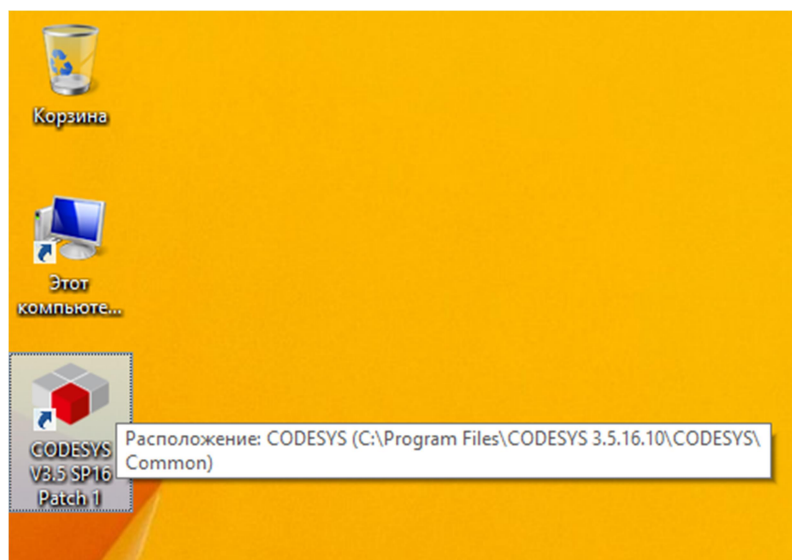 Корзина
Этот
компьюте...
CODESYS
V3.5 SP16
Patch 1
Расположение: CODESYS (C:\Program Files\CODESYS 3.5.16.10\CODESYS\
Common)